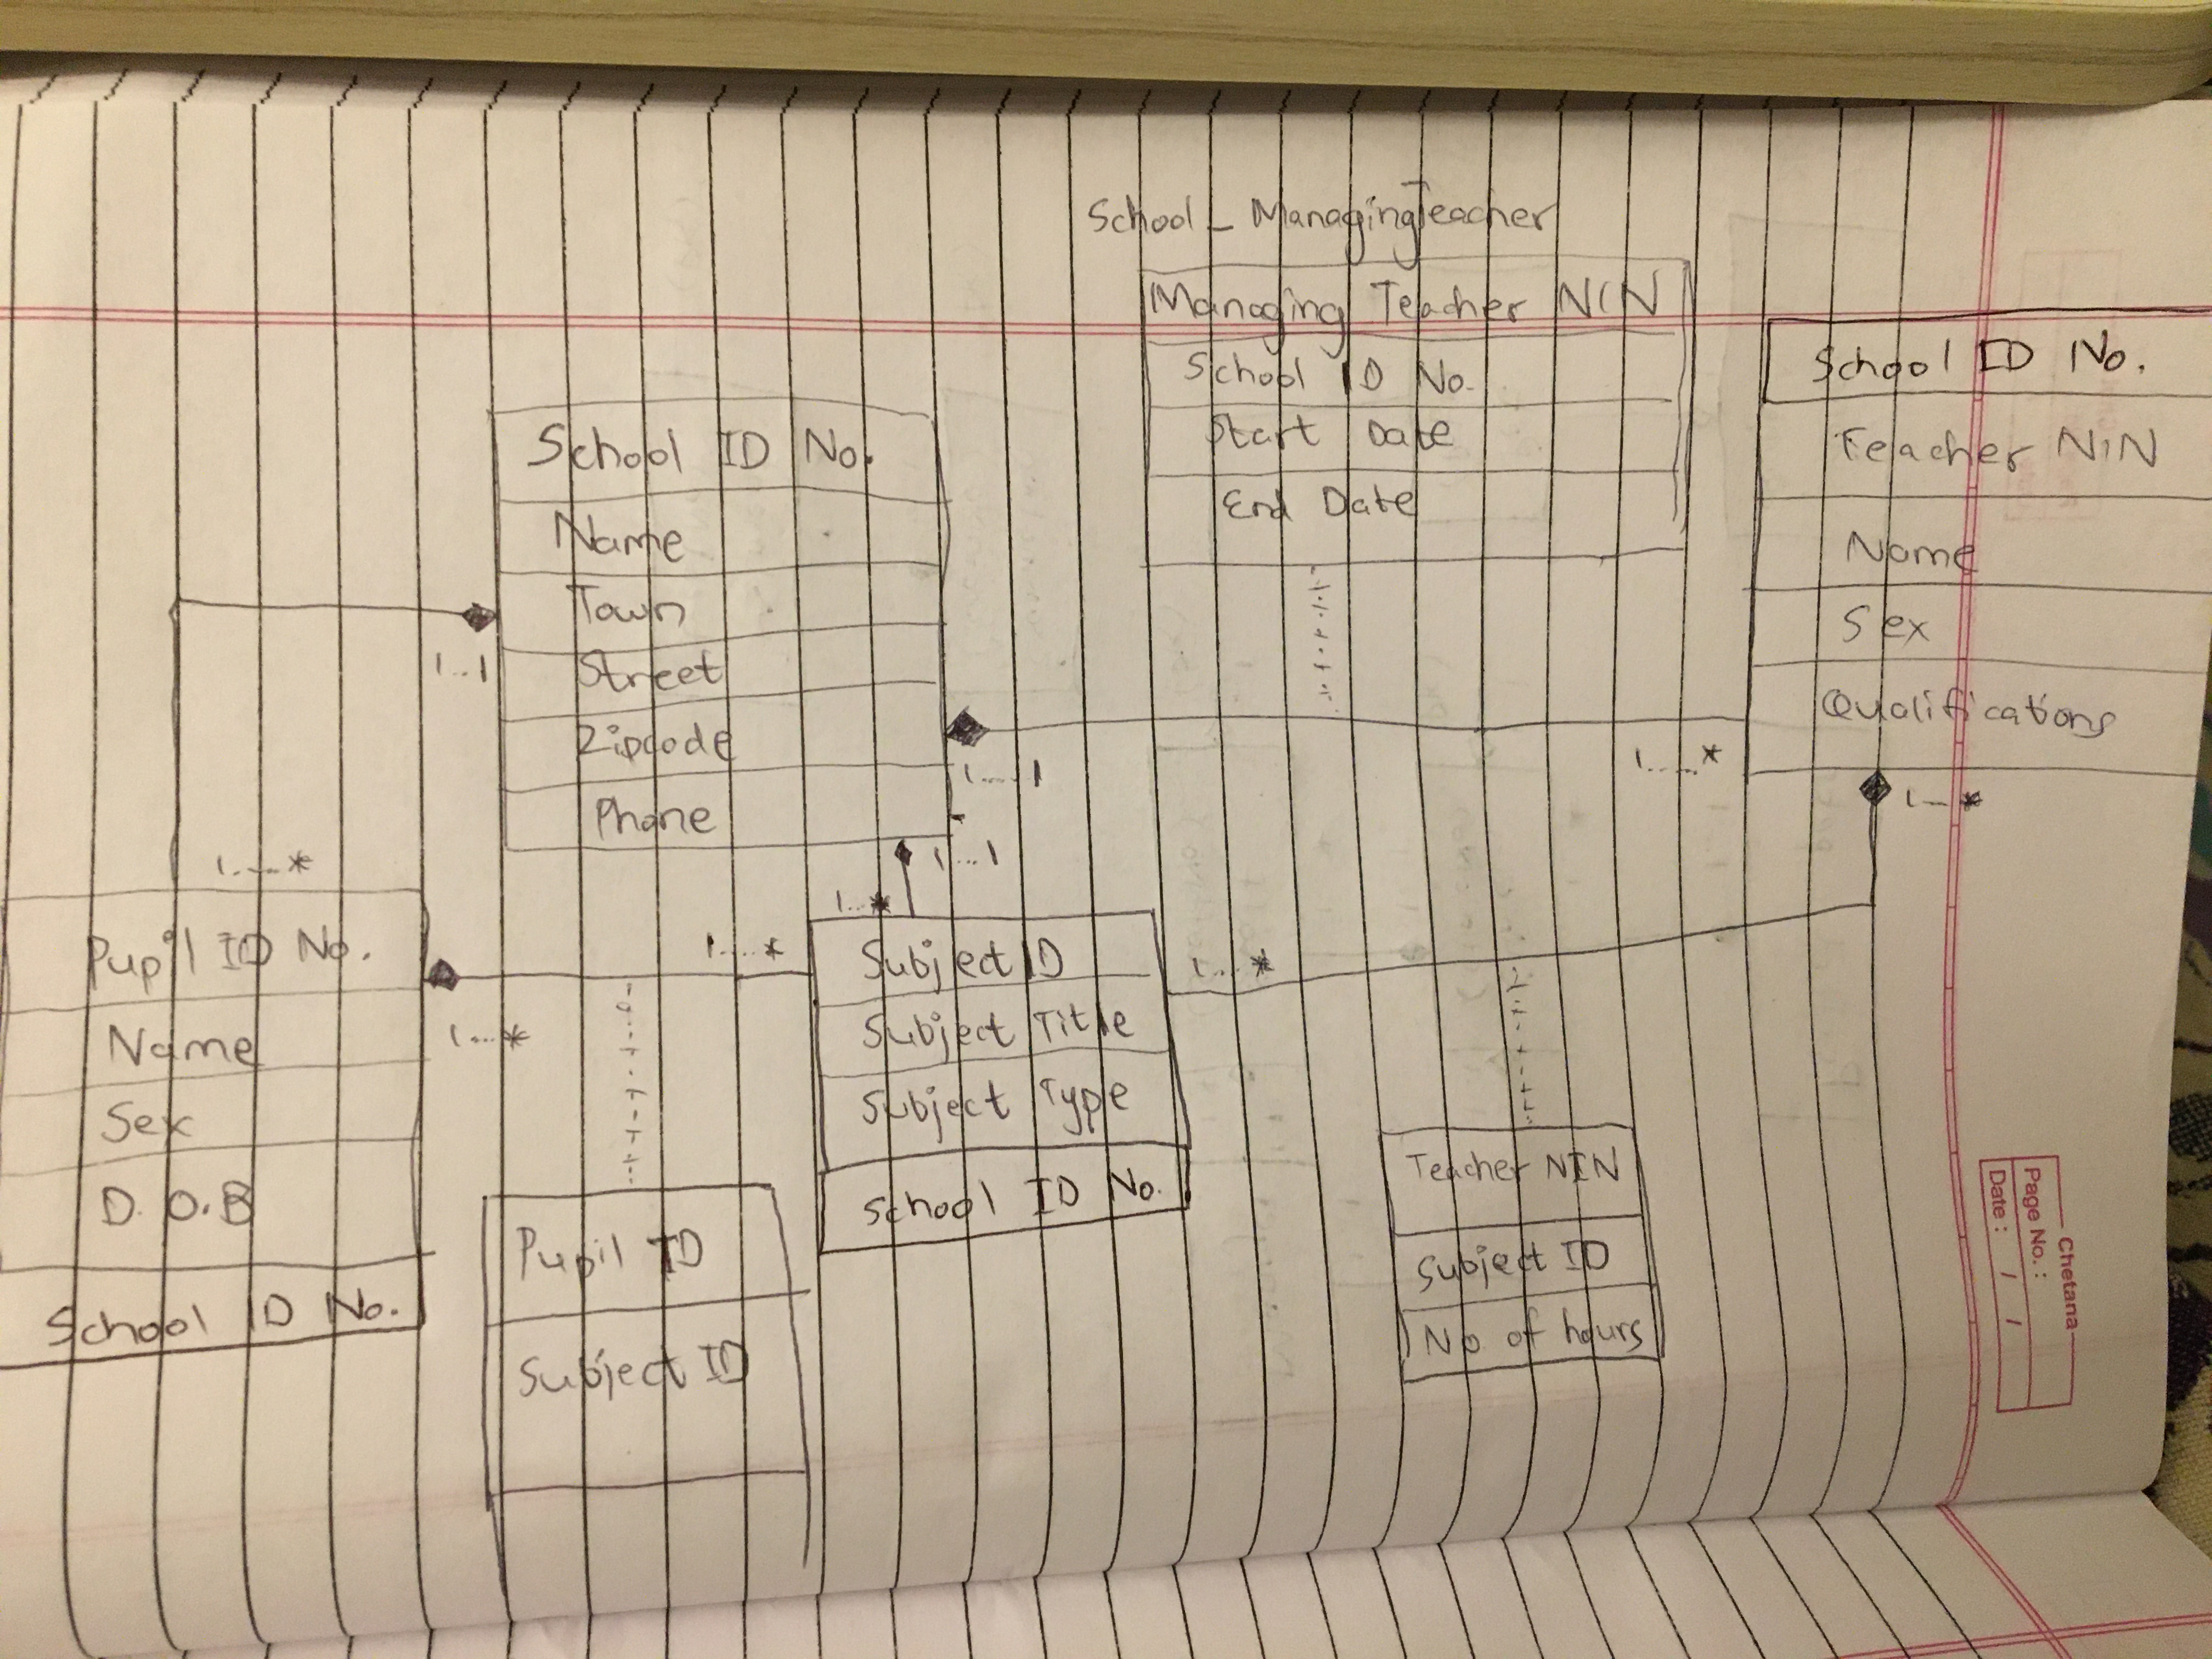 School_ManagingTeacher
Managing Teacher NIN
School ID No.
Start Date
End Date
School ID No.
Teacher NIN
Name
Sex
Qualifications
School ID No.
Name
Town
Street
Zipcode
Phone
1...1
1....1
1....*
1...*
1...1
1....*
1...*
1....*
1...*
1...*
Pupil ID No.
Name
Sex
D.O.B
School ID No.
Subject ID
Subject Title
Subject Type
School ID No.
Pupil ID
Subject ID
Teacher NIN
Subject ID
No of hours
Chetana
Page No.:
Date: / /